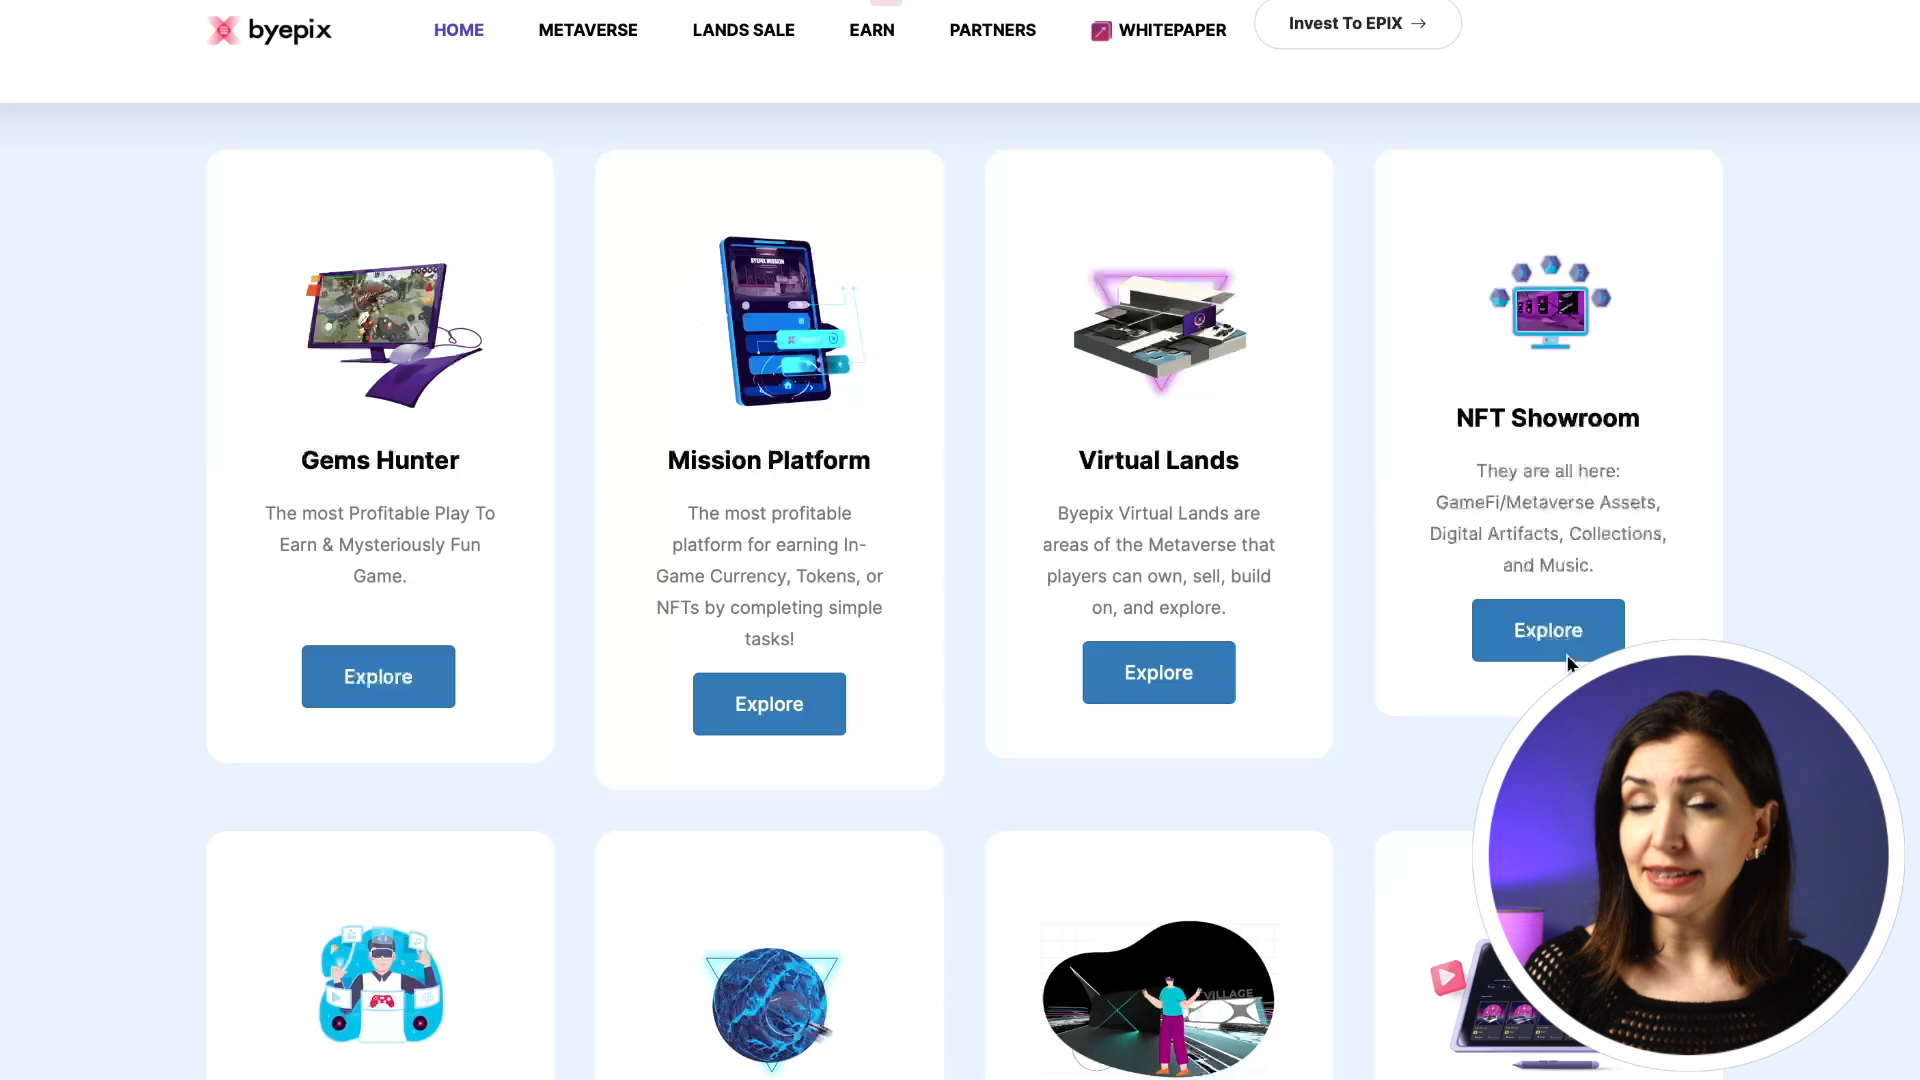 byepix
HOME
METAVERSE
LANDS SALE
EARN
PARTNERS
WHITEPAPER
Invest To EPIX →
BYEPIX MISSION
Gems Hunter
The most Profitable Play To
Earn & Mysteriously Fun
Game.
Explore
Mission Platform
The most profitable
platform for earning In-
Game Currency, Tokens, or
NFTs by completing simple
tasks!
Explore
Virtual Lands
Byepix Virtual Lands are
areas of the Metaverse that
players can own, sell, build
on, and explore.
Explore
NFT Showroom
They are all here:
GameFi/Metaverse Assets,
Digital Artifacts, Collections,
and Music.
Explore
VILLAGE